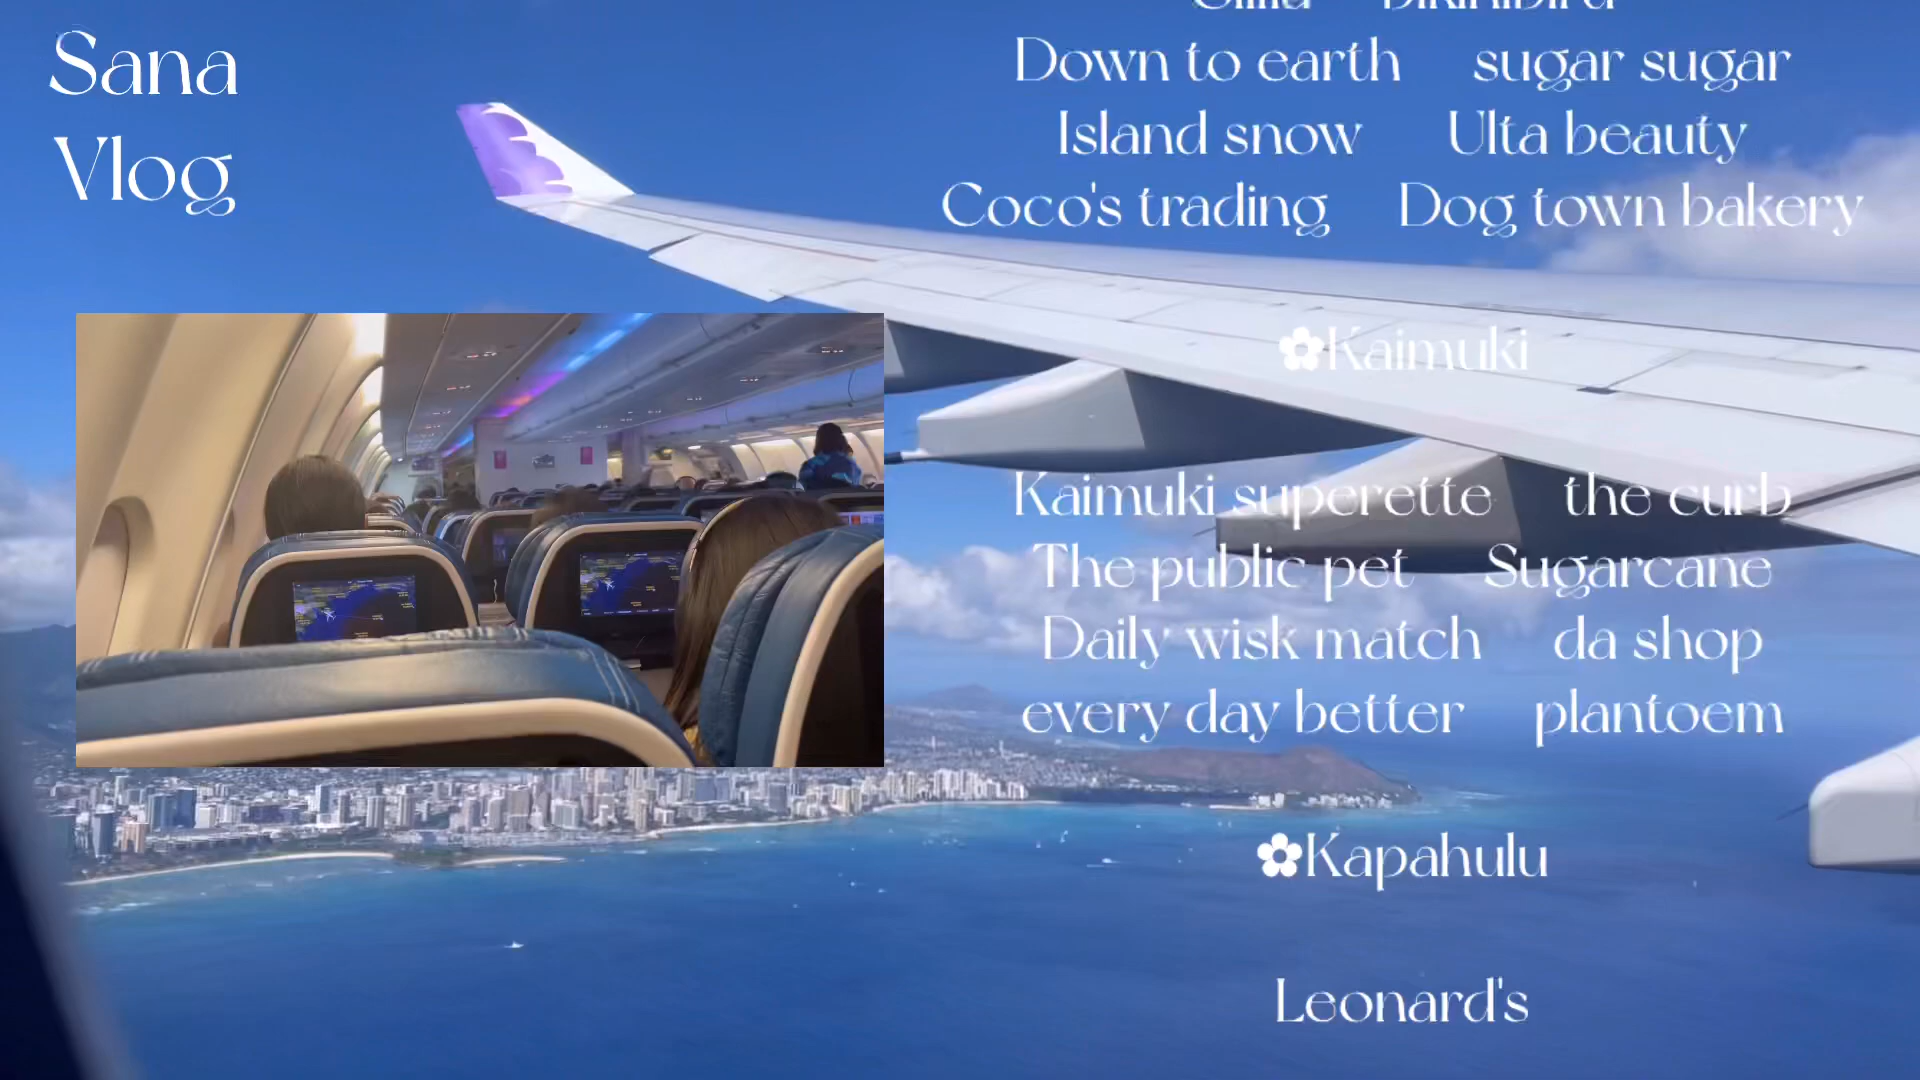 Sana
Vlog
Down to earth sugar sugar
Island snow Ulta beauty
Coco's trading Dog town bakery
✿Kaimuki
Kaimuki superette the curb
The public pet Sugarcane
Daily wisk match da shop
every day better plantoem
✿Kapahulu
Leonard's